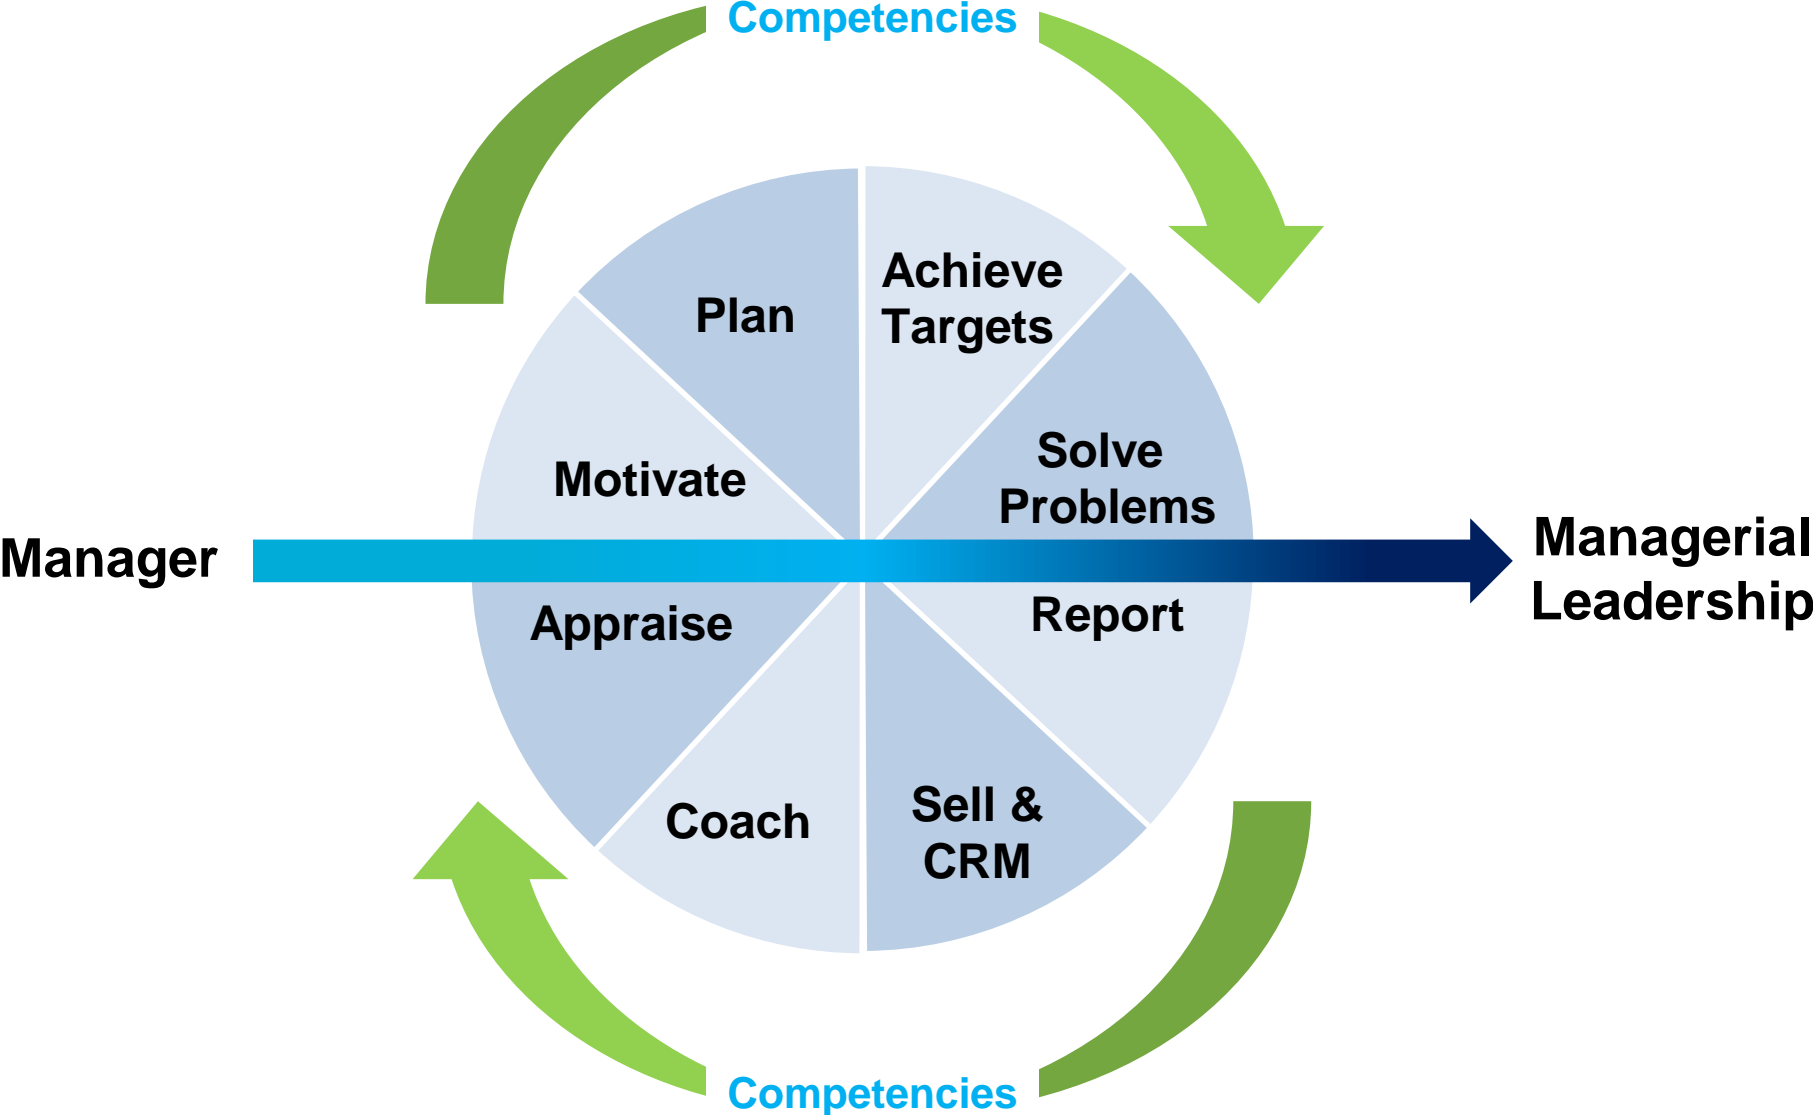 Competencies
Achieve
Targets
Plan
Solve
Problems
Motivate
Manager
Managerial
Leadership
Appraise
Report
Coach
Sell &
CRM
Competencies